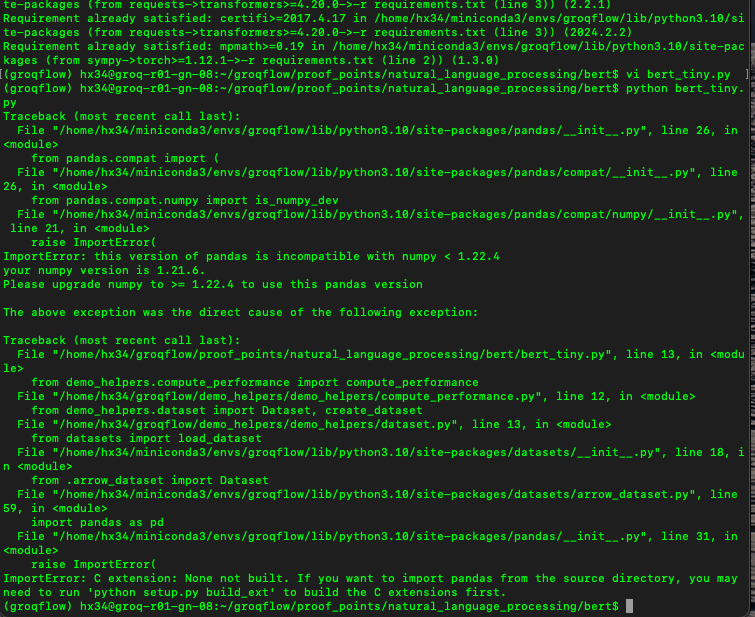 te-packages (from requests->transformers>=4.20.0->-r requirements.txt (line 3)) (2.2.1)
Requirement already satisfied: certifi>=2017.4.17 in /home/hx34/miniconda3/envs/groqflow/lib/python3.10/si
te-packages (from requests->transformers>=4.20.0->-r requirements.txt (line 3)) (2024.2.2)
Requirement already satisfied: mpmath>=0.19 in /home/hx34/miniconda3/envs/groqflow/lib/python3.10/site-pac
kages (from sympy->torch>=1.12.1->-r requirements.txt (line 2)) (1.3.0)
[(groqflow) hx34@groq-r01-gn-08:~/groqflow/proof_points/natural_language_processing/bert$ vi bert_tiny.py ]
(groqflow) hx34@groq-r01-gn-08:~/groqflow/proof_points/natural_language_processing/bert$ python bert_tiny.
py
Traceback (most recent call last):
  File "/home/hx34/miniconda3/envs/groqflow/lib/python3.10/site-packages/pandas/__init__.py", line 26, in
<module>
    from pandas.compat import (
  File "/home/hx34/miniconda3/envs/groqflow/lib/python3.10/site-packages/pandas/compat/__init__.py", line
26, in <module>
    from pandas.compat.numpy import is_numpy_dev
  File "/home/hx34/miniconda3/envs/groqflow/lib/python3.10/site-packages/pandas/compat/numpy/__init__.py",
 line 21, in <module>
    raise ImportError(
ImportError: this version of pandas is incompatible with numpy < 1.22.4
your numpy version is 1.21.6.
Please upgrade numpy to >= 1.22.4 to use this pandas version

The above exception was the direct cause of the following exception:

Traceback (most recent call last):
  File "/home/hx34/groqflow/proof_points/natural_language_processing/bert/bert_tiny.py", line 13, in <modu
le>
    from demo_helpers.compute_performance import compute_performance
  File "/home/hx34/groqflow/demo_helpers/demo_helpers/compute_performance.py", line 12, in <module>
    from demo_helpers.dataset import Dataset, create_dataset
  File "/home/hx34/groqflow/demo_helpers/demo_helpers/dataset.py", line 13, in <module>
    from datasets import load_dataset
  File "/home/hx34/miniconda3/envs/groqflow/lib/python3.10/site-packages/datasets/__init__.py", line 18, i
n <module>
    from .arrow_dataset import Dataset
  File "/home/hx34/miniconda3/envs/groqflow/lib/python3.10/site-packages/datasets/arrow_dataset.py", line
59, in <module>
    import pandas as pd
  File "/home/hx34/miniconda3/envs/groqflow/lib/python3.10/site-packages/pandas/__init__.py", line 31, in
<module>
    raise ImportError(
ImportError: C extension: None not built. If you want to import pandas from the source directory, you may
need to run 'python setup.py build_ext' to build the C extensions first.
(groqflow) hx34@groq-r01-gn-08:~/groqflow/proof_points/natural_language_processing/bert$